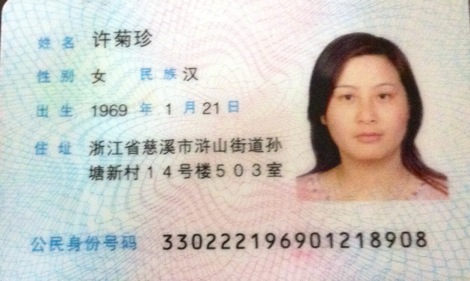 姓名 许菊珍
性别 女 民族 汉
出生 1969 年 1 月 21 日
住址 浙江省慈溪市浒山街道孙
塘新村14号楼503室
公民身份号码 330222196901218908